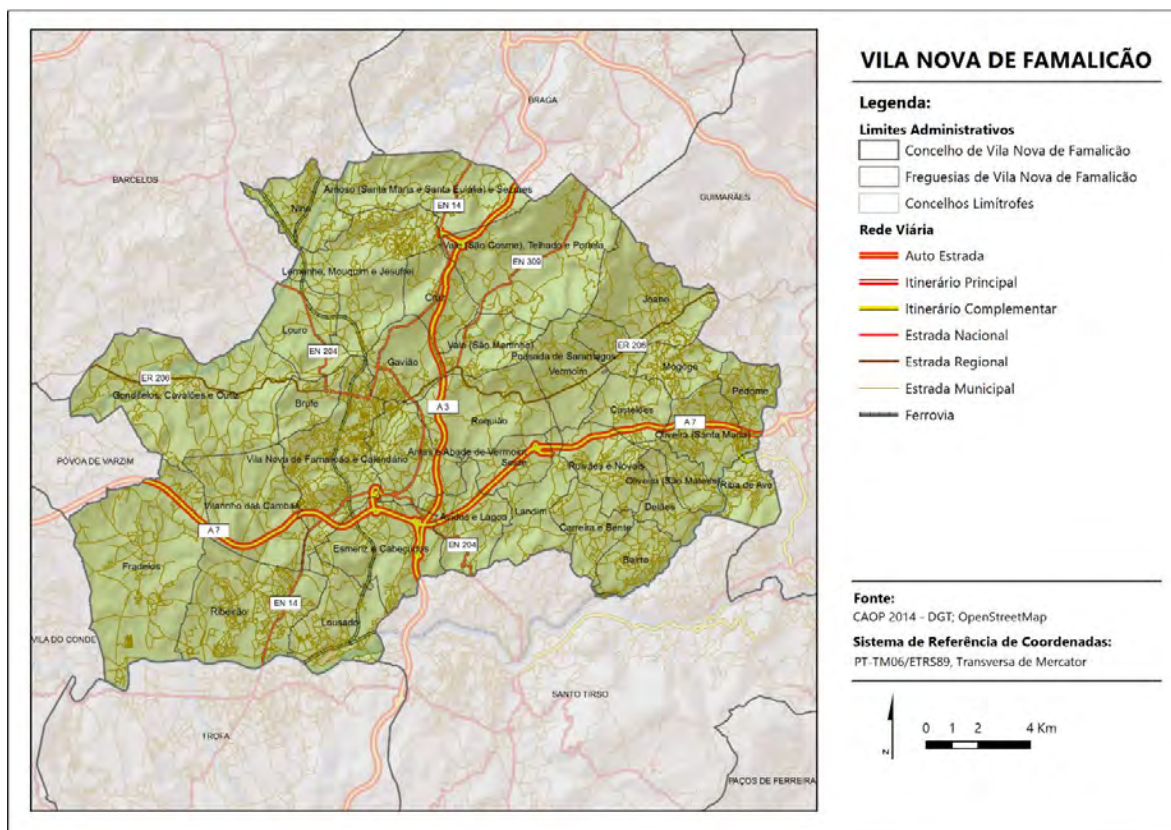 VILA NOVA DE FAMALICÃO
Legenda:
Limites Administrativos
Concelho de Vila Nova de Famalicão
Freguesias de Vila Nova de Famalicão
Concelhos Limítrofes
Rede Viária
Auto Estrada
Itinerário Principal
Itinerário Complementar
Estrada Nacional
Estrada Regional
Estrada Municipal
Ferrovia
Fonte:
CAOP 2014 - DGT; OpenStreetMap
Sistema de Referência de Coordenadas:
PT-TM06/ETRS89, Transversa de Mercator
N
0 1 2 4 Km
BRAGA
BARCELOS
GUIMARÃES
Arnoso (Santa Maria e Santa Eulália) e Sezures
EN 14
Nine
Vale (São Cosme), Telhado e Portela
EN 309
Lemenhe, Mouquim e Jesufrei
Cruz
Joane
Louro
EN 204
Vale (São Martinho)
ER 206
Gavião
Pousada de Saramagos
Vermoim
Mogege
ER 206
Gondifelos, Cavalões e Outiz
Pedome
Brufe
A 3
Castelões
Requião
A 7
Oliveira (Santa Maria)
Antas e Abade de Vermoim
PÓVOA DE VARZIM
Vila Nova de Famalicão e Calendário
Seide
Ruivães e Novais
Oliveira (São Mateus)
Riba de Ave
Vilarinho das Cambas
Landim
Delães
A 7
Avidos e Lagoa
Carreira e Bente
EN 204
Esmeriz e Cabeçudos
Bairro
Fradelos
EN 14
Ribeirão
Lousado
VILA DO CONDE
SANTO TIRSO
TROFA
PAÇOS DE FERREIRA